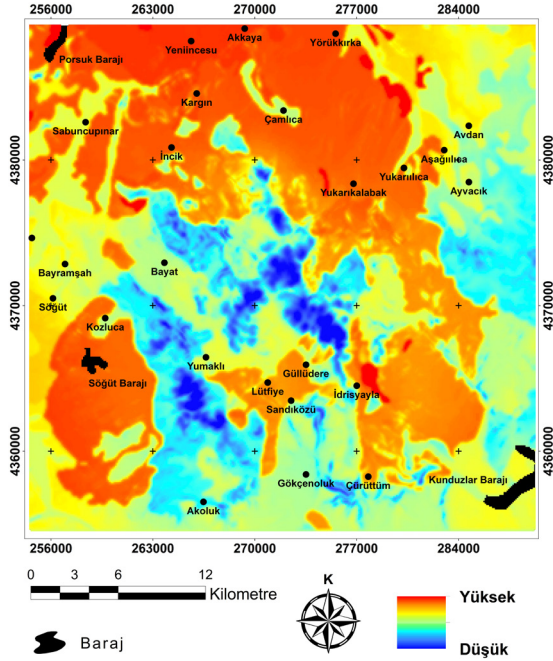 256000 263000 270000 277000 284000
Akkaya
Yörükkırka
Yeniincesu
Porsuk Barajı
Kargın
Çamlıca
Sabuncupınar
Avdan
İncik
Aşağıilıca
4380000 4380000
Yukarıılıca
Yukarıkalabak
Ayvacık
Bayramşah
Bayat
Söğüt
4370000 4370000
Kozluca
Yumaklı
Güllüdere
Söğüt Barajı
Lütfiye
İdrisyayla
Sandıközü
4360000 4360000
Gökçenoluk
Çürüttüm
Kunduzlar Barajı
Akoluk
256000 263000 270000 277000 284000
0 3 6 12
Kilometre
K
Yüksek
Baraj
Düşük